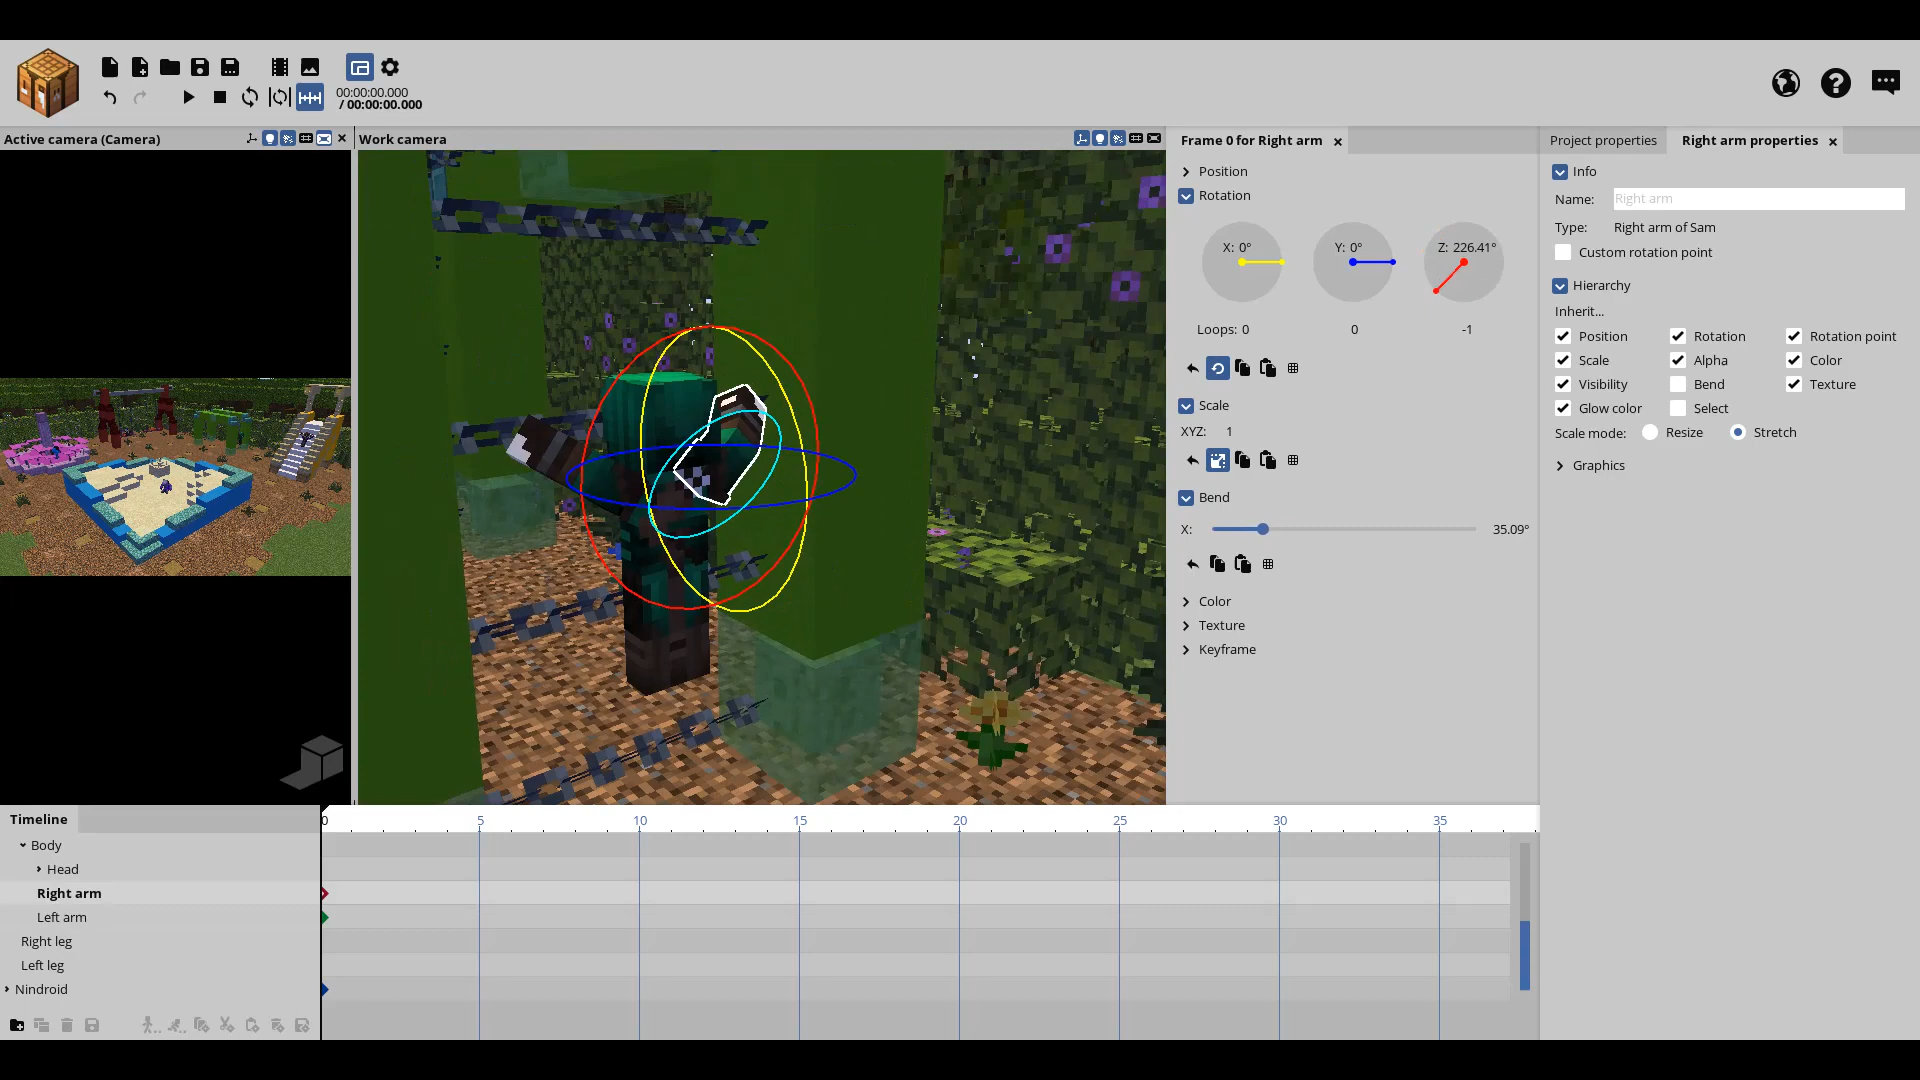 00:00:00.000
/ 00:00:00.000
Active camera (Camera)
Work camera
Frame 0 for Right arm
Position
Rotation
X: 0°
Y: 0°
Z: 226.41°
Loops: 0
0
-1
Scale
XYZ: 1
Bend
X:
35.09°
Color
Texture
Keyframe
Project properties
Right arm properties
Info
Name:
Right arm
Type:
Right arm of Sam
Custom rotation point
Hierarchy
Inherit...
Position
Rotation
Rotation point
Scale
Alpha
Color
Visibility
Bend
Texture
Glow color
Select
Scale mode:
Resize
Stretch
Graphics
Timeline
0
5
10
15
20
25
30
35
Body
Head
Right arm
Left arm
Right leg
Left leg
Nindroid